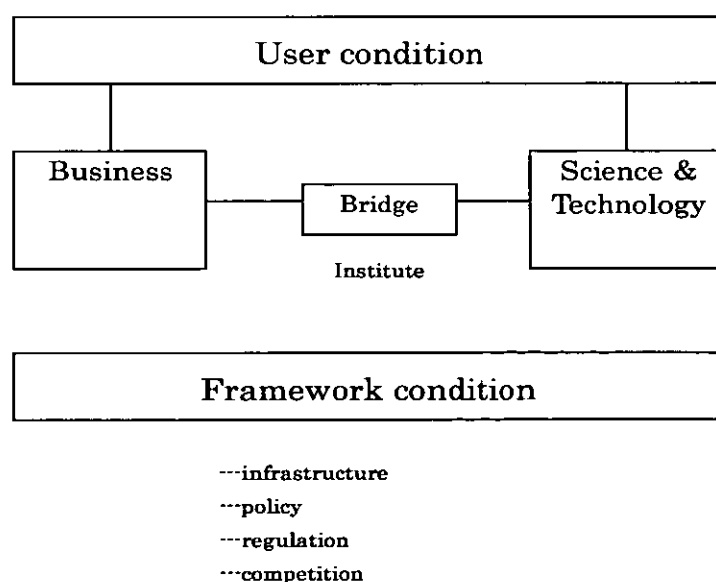 User condition
Business
Science &
Technology
Bridge
Institute
Framework condition
---infrastructure
---policy
---regulation
---competition